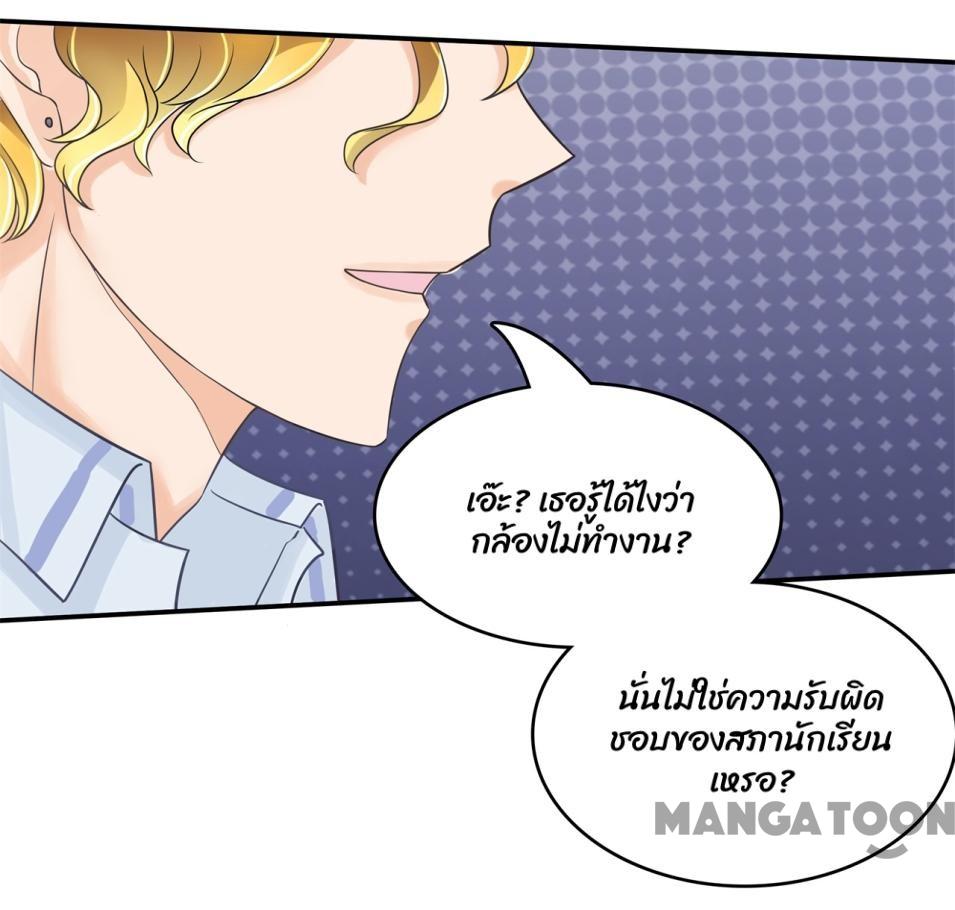 เอ๊ะ? เธอรู้ได้ไงว่า
กล้องไม่ทำงาน?
นั่นไม่ใช่ความรับผิด
ชอบของสภานักเรียน
เหรอ?
MANGATOON